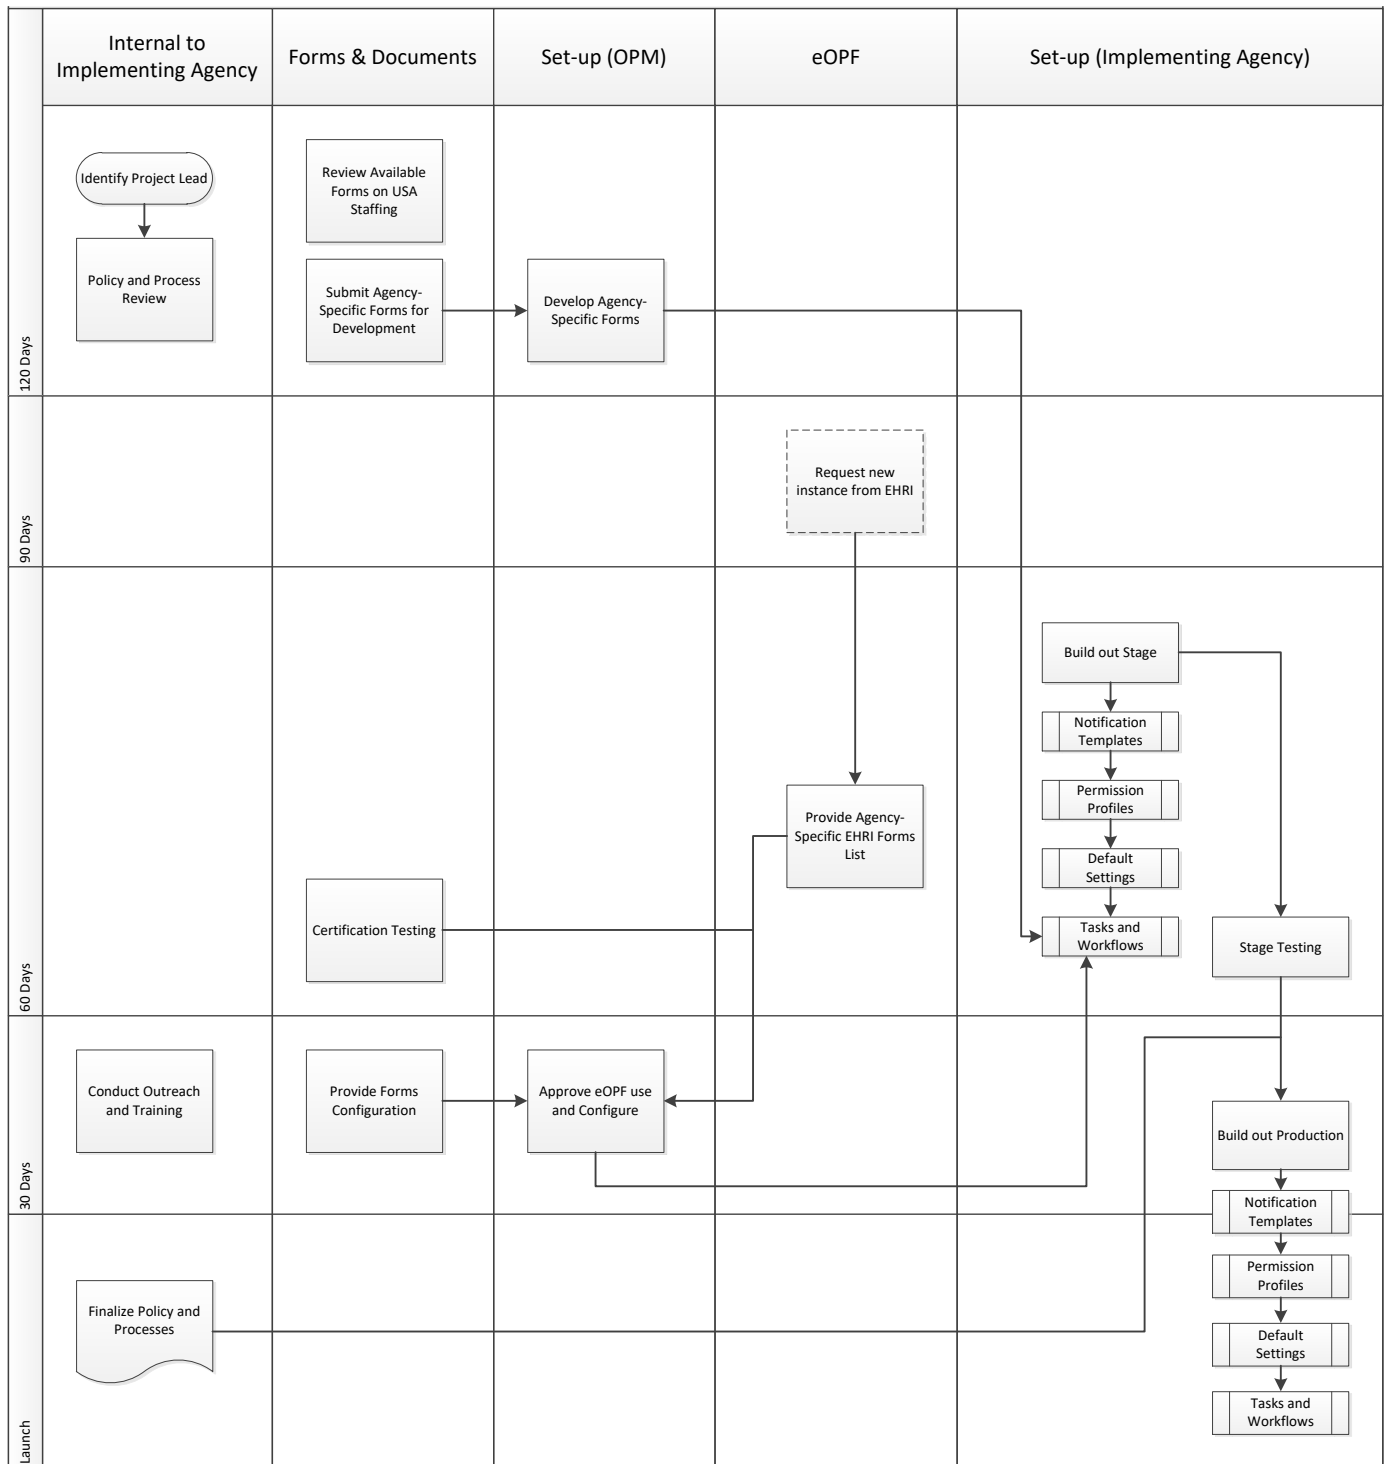 Internal to
Implementing Agency
Forms & Documents
Set-up (OPM)
eOPF
Set-up (Implementing Agency)
120 Days
Identify Project Lead
Policy and Process
Review
Review Available
Forms on USA
Staffing
Submit Agency-
Specific Forms for
Development
Develop Agency-
Specific Forms
90 Days
Request new
instance from EHRI
60 Days
Build out Stage
Notification
Templates
Permission
Profiles
Default
Settings
Tasks and
Workflows
Provide Agency-
Specific EHRI Forms
List
Certification Testing
Stage Testing
30 Days
Conduct Outreach
and Training
Provide Forms
Configuration
Approve eOPF use
and Configure
Build out Production
Notification
Templates
Launch
Finalize Policy and
Processes
Permission
Profiles
Default
Settings
Tasks and
Workflows